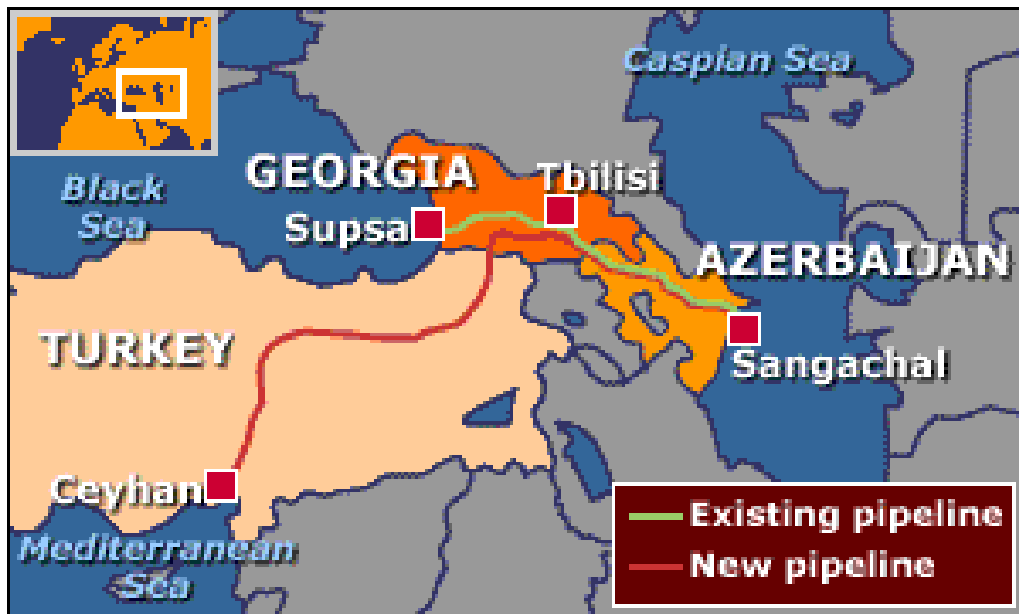 Caspian Sea
Black
Sea
GEORGIA
Tbilisi
Supsa
AZERBAIJAN
TURKEY
Sangachal
Ceyhan
Existing pipeline
New pipeline
Mediterranean
Sea